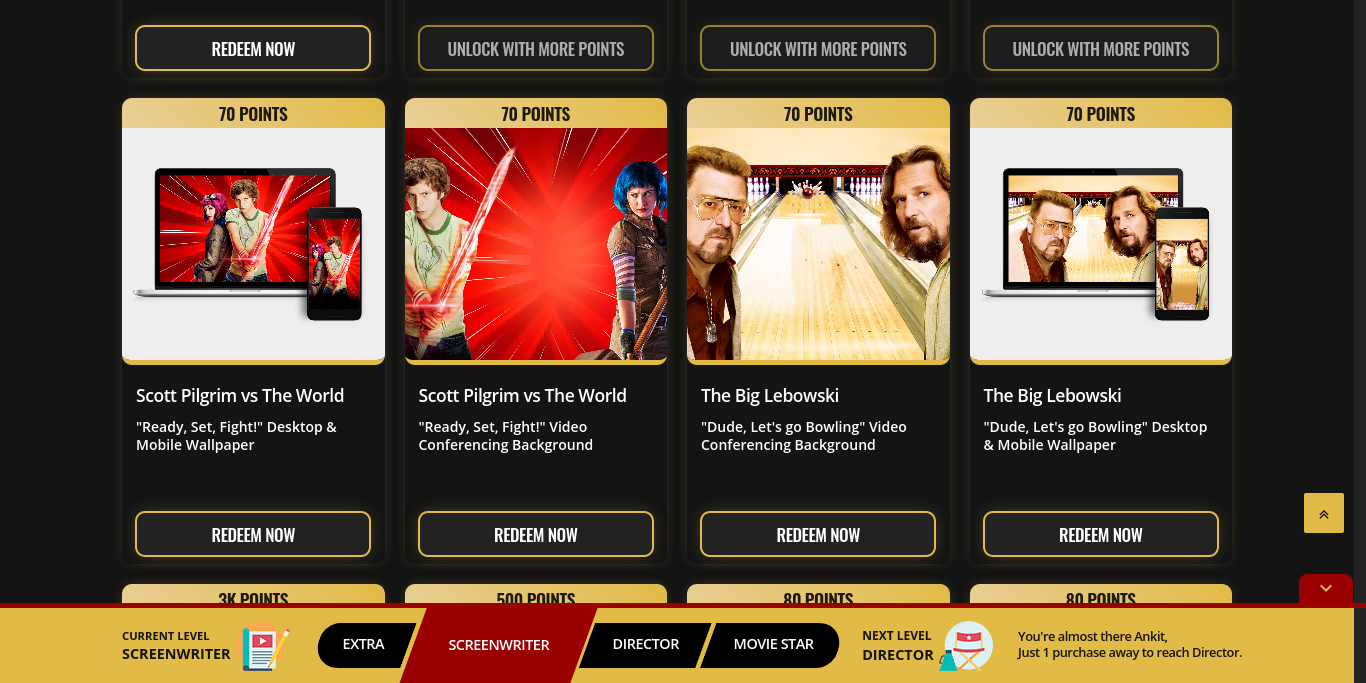 REDEEM NOW
UNLOCK WITH MORE POINTS
UNLOCK WITH MORE POINTS
UNLOCK WITH MORE POINTS
70 POINTS
70 POINTS
70 POINTS
70 POINTS
Scott Pilgrim vs The World
"Ready, Set, Fight!" Desktop &
Mobile Wallpaper
Scott Pilgrim vs The World
"Ready, Set, Fight!" Video
Conferencing Background
The Big Lebowski
"Dude, Let's go Bowling" Video
Conferencing Background
The Big Lebowski
"Dude, Let's go Bowling" Desktop
& Mobile Wallpaper
REDEEM NOW
REDEEM NOW
REDEEM NOW
REDEEM NOW
3K POINTS
500 POINTS
80 POINTS
80 POINTS
CURRENT LEVEL
SCREENWRITER
EXTRA
SCREENWRITER
DIRECTOR
MOVIE STAR
NEXT LEVEL
DIRECTOR
You're almost there Ankit,
Just 1 purchase away to reach Director.